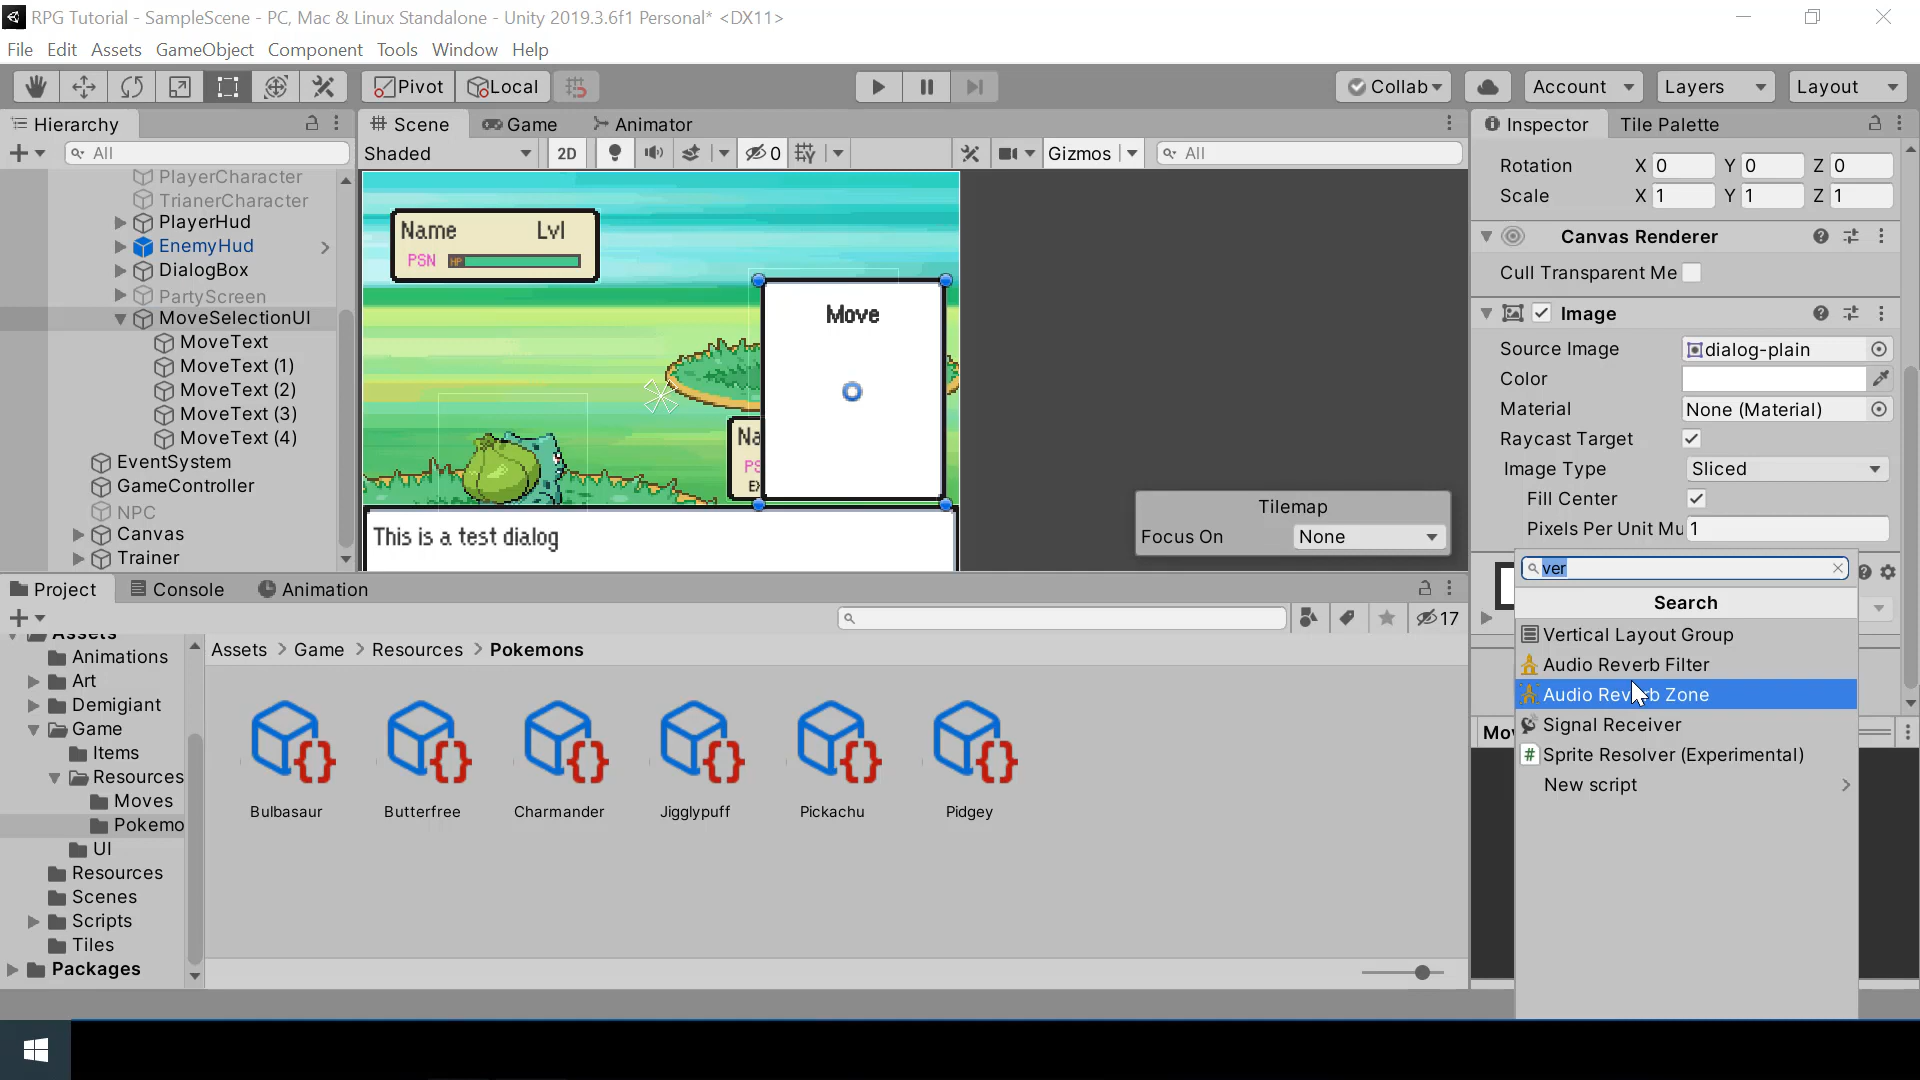 RPG Tutorial - SampleScene - PC, Mac & Linux Standalone - Unity 2019.3.6f1 Personal* <DX11>
File Edit Assets GameObject Component Tools Window Help
Pivot Local Collab Account Layers Layout
Hierarchy Scene Game Animator Inspector Tile Palette
All Shaded 2D 0 Gizmos All
PlayerCharacter
TrianerCharacter
PlayerHud
EnemyHud
DialogBox
PartyScreen
MoveSelectionUI
MoveText
MoveText (1)
MoveText (2)
MoveText (3)
MoveText (4)
EventSystem
GameController
NPC
Canvas
Trainer
Name Lvl
PSN HP
Move
Na
PS
E
This is a test dialog
Tilemap
Focus On None
Rotation X 0 Y 0 Z 0
Scale X 1 Y 1 Z 1
Canvas Renderer
Cull Transparent Me
Image
Source Image dialog-plain
Color
Material None (Material)
Raycast Target
Image Type Sliced
Fill Center
Pixels Per Unit Mu 1
ver
Search
Vertical Layout Group
Audio Reverb Filter
Audio Reverb Zone
Signal Receiver
Sprite Resolver (Experimental)
New script
Mov
Project Console Animation
17
Assets
Animations
Art
Demigiant
Game
Items
Resources
Moves
Pokemo
UI
Resources
Scenes
Scripts
Tiles
Packages
Assets > Game > Resources > Pokemons
Bulbasaur Butterfree Charmander Jigglypuff Pickachu Pidgey